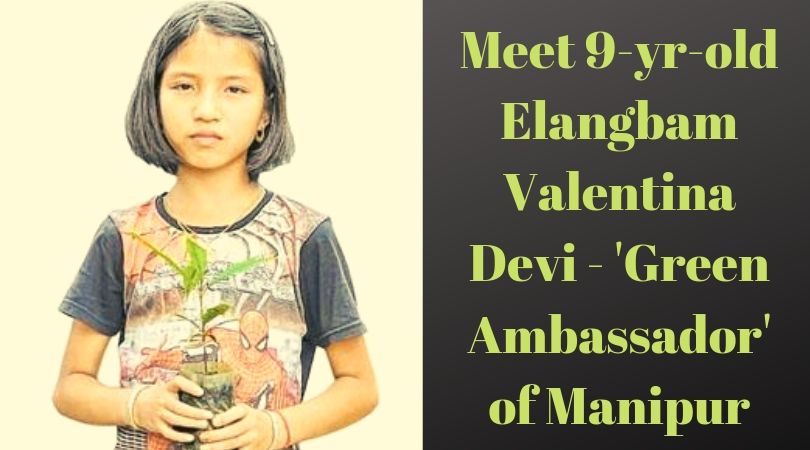 Meet 9-yr-old
Elangbam
Valentina
Devi - 'Green
Ambassador'
of Manipur